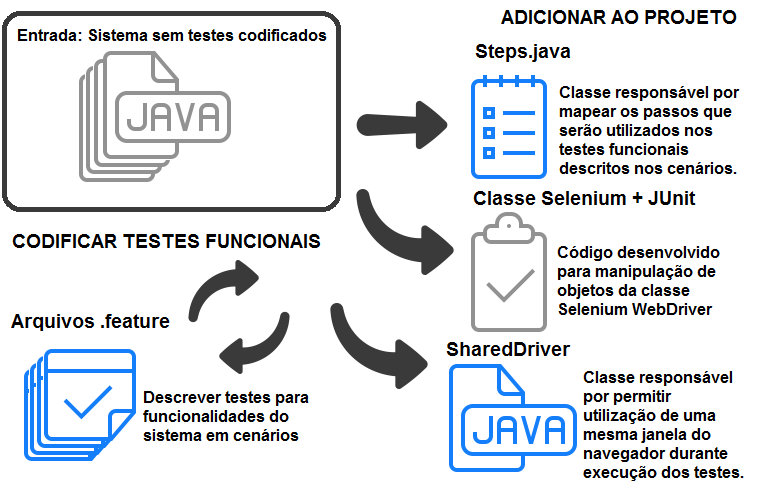 Entrada: Sistema sem testes codificados
JAVA
CODIFICAR TESTES FUNCIONAIS
Arquivos .feature
Descrever testes para
funcionalidades do
sistema em cenários
ADICIONAR AO PROJETO
Steps.java
Classe responsável por
mapear os passos que
serão utilizados nos
testes funcionais
descritos nos cenários.
Classe Selenium + JUnit
Código desenvolvido
para manipulação de
objetos da classe
Selenium WebDriver
SharedDriver
JAVA
Classe responsável
por permitir
utilização de uma
mesma janela do
navegador durante
execução dos testes.